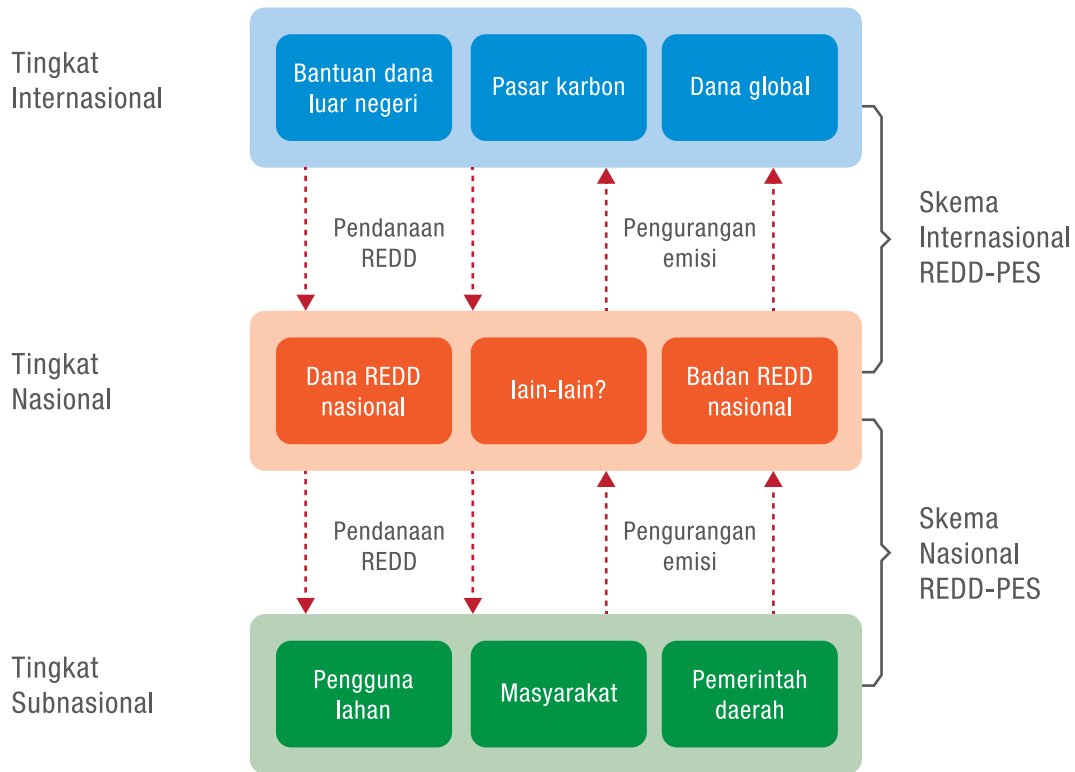 Tingkat
Internasional
Bantuan dana
luar negeri
Pasar karbon
Dana global
Pendanaan
REDD
Pengurangan
emisi
Skema
Internasional
REDD-PES
Tingkat
Nasional
Dana REDD
nasional
lain-lain?
Badan REDD
nasional
Pendanaan
REDD
Pengurangan
emisi
Skema
Nasional
REDD-PES
Tingkat
Subnasional
Pengguna
lahan
Masyarakat
Pemerintah
daerah